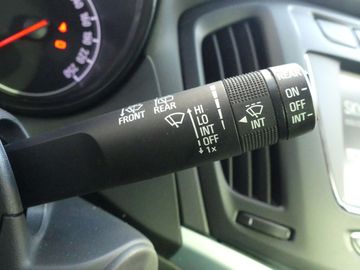 FRONT REAR
HI
LO
INT
OFF
1x
INT
REAR
ON
OFF
INT